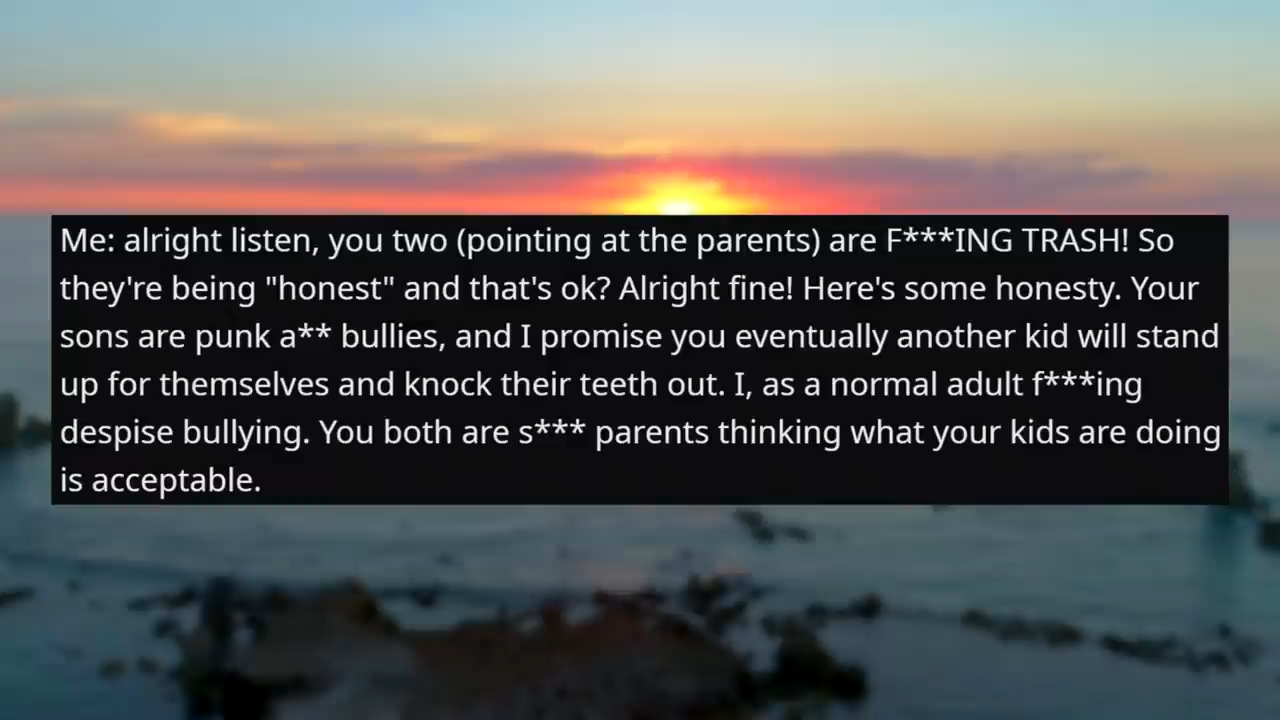 Me: alright listen, you two (pointing at the parents) are F***ING TRASH! So
they're being "honest" and that's ok? Alright fine! Here's some honesty. Your
sons are punk a** bullies, and I promise you eventually another kid will stand
up for themselves and knock their teeth out. I, as a normal adult f***ing
despise bullying. You both are s*** parents thinking what your kids are doing
is acceptable.